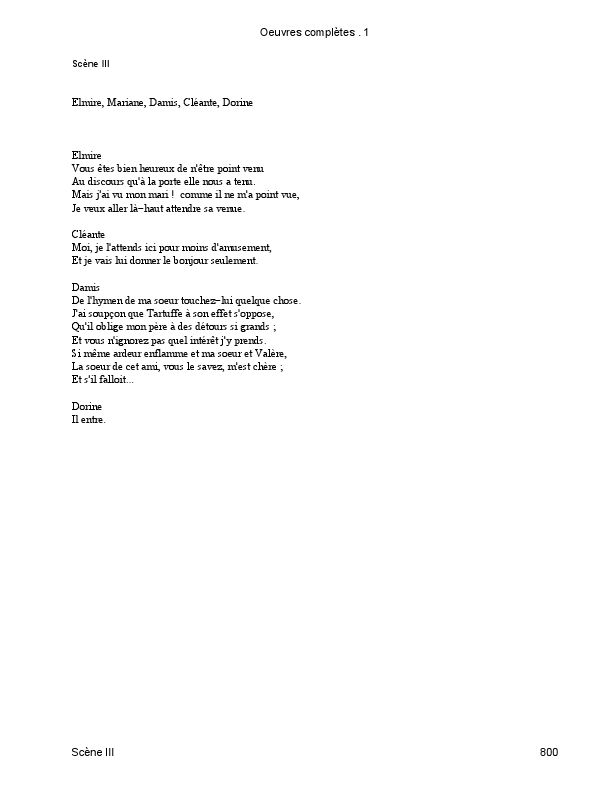 Oeuvres complètes . 1
Scène III
Elmire, Mariane, Damis, Cléante, Dorine
Elmire
Vous êtes bien heureux de n'être point venu
Au discours qu'à la porte elle nous a tenu.
Mais j'ai vu mon mari ! comme il ne m'a point vue,
Je veux aller là-haut attendre sa venue.
Cléante
Moi, je l'attends ici pour moins d'amusement,
Et je vais lui donner le bonjour seulement.
Damis
De l'hymen de ma soeur touchez-lui quelque chose.
J'ai soupçon que Tartuffe à son effet s'oppose,
Qu'il oblige mon père à des détours si grands ;
Et vous n'ignorez pas quel intérêt j'y prends.
Si même ardeur enflamme et ma soeur et Valère,
La soeur de cet ami, vous le savez, m'est chère ;
Et s'il falloit...
Dorine
Il entre.
Scène III 800